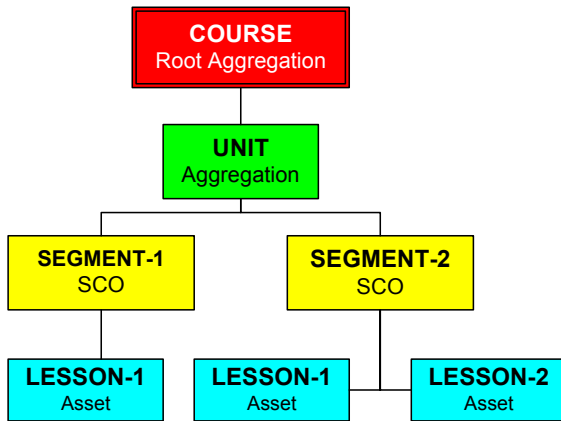 COURSE
Root Aggregation
UNIT
Aggregation
SEGMENT-1
SCO
SEGMENT-2
SCO
LESSON-1
Asset
LESSON-1
Asset
LESSON-2
Asset